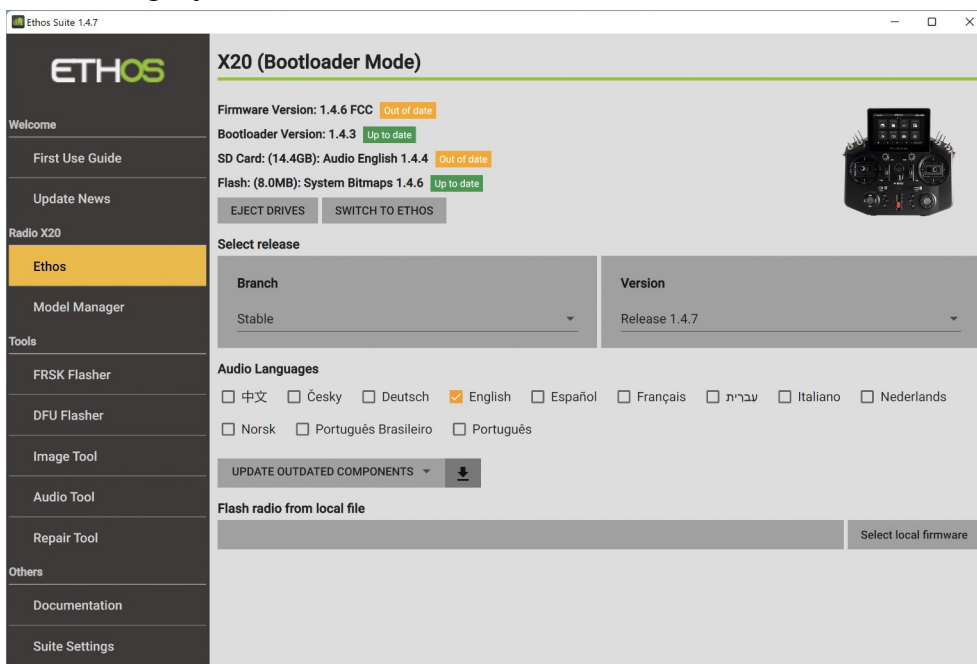 Ethos Suite 1.4.7
ETHOS
Welcome
First Use Guide
Update News
Radio X20
Ethos
Model Manager
Tools
FRSK Flasher
DFU Flasher
Image Tool
Audio Tool
Repair Tool
Others
Documentation
Suite Settings
X20 (Bootloader Mode)
Firmware Version: 1.4.6 FCC Out of date
Bootloader Version: 1.4.3 Up to date
SD Card: (14.4GB): Audio English 1.4.4 Out of date
Flash: (8.0MB): System Bitmaps 1.4.6 Up to date
EJECT DRIVES SWITCH TO ETHOS
Select release
Branch
Stable
Version
Release 1.4.7
Audio Languages
中文 Česky Deutsch English Español Français עברית Italiano Nederlands
Norsk Português Brasileiro Português
UPDATE OUTDATED COMPONENTS
Flash radio from local file
Select local firmware